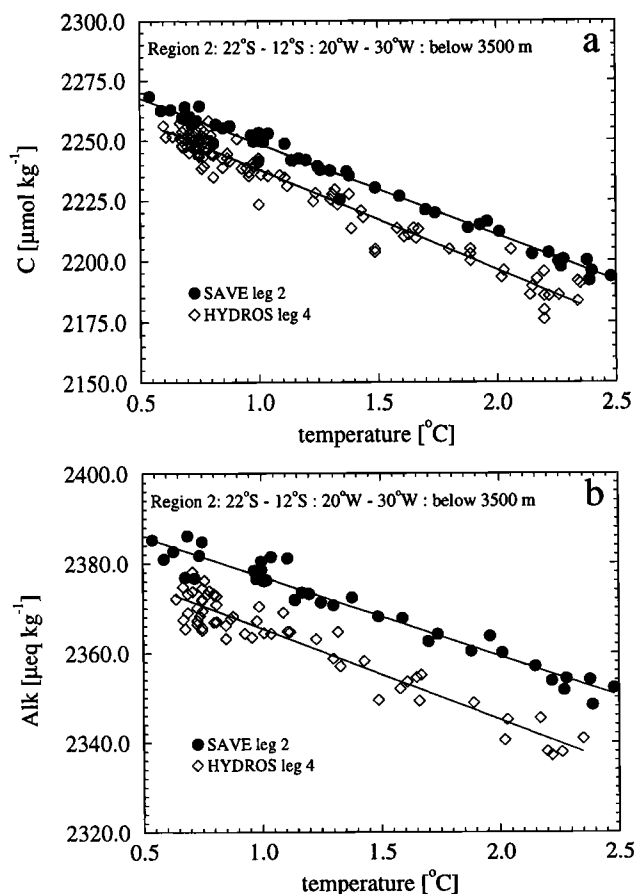 2300.0
Region 2: 22°S - 12°S : 20°W - 30°W : below 3500 m
a
2275.0
2250.0
2225.0
2200.0
2175.0
2150.0
C [µmol kg⁻¹]
SAVE leg 2
HYDROS leg 4
0.5 1.0 1.5 2.0 2.5
temperature [°C]
2400.0
Region 2: 22°S - 12°S : 20°W - 30°W : below 3500 m
b
2380.0
2360.0
2340.0
2320.0
Alk [µeq kg⁻¹]
SAVE leg 2
HYDROS leg 4
0.5 1.0 1.5 2.0 2.5
temperature [°C]